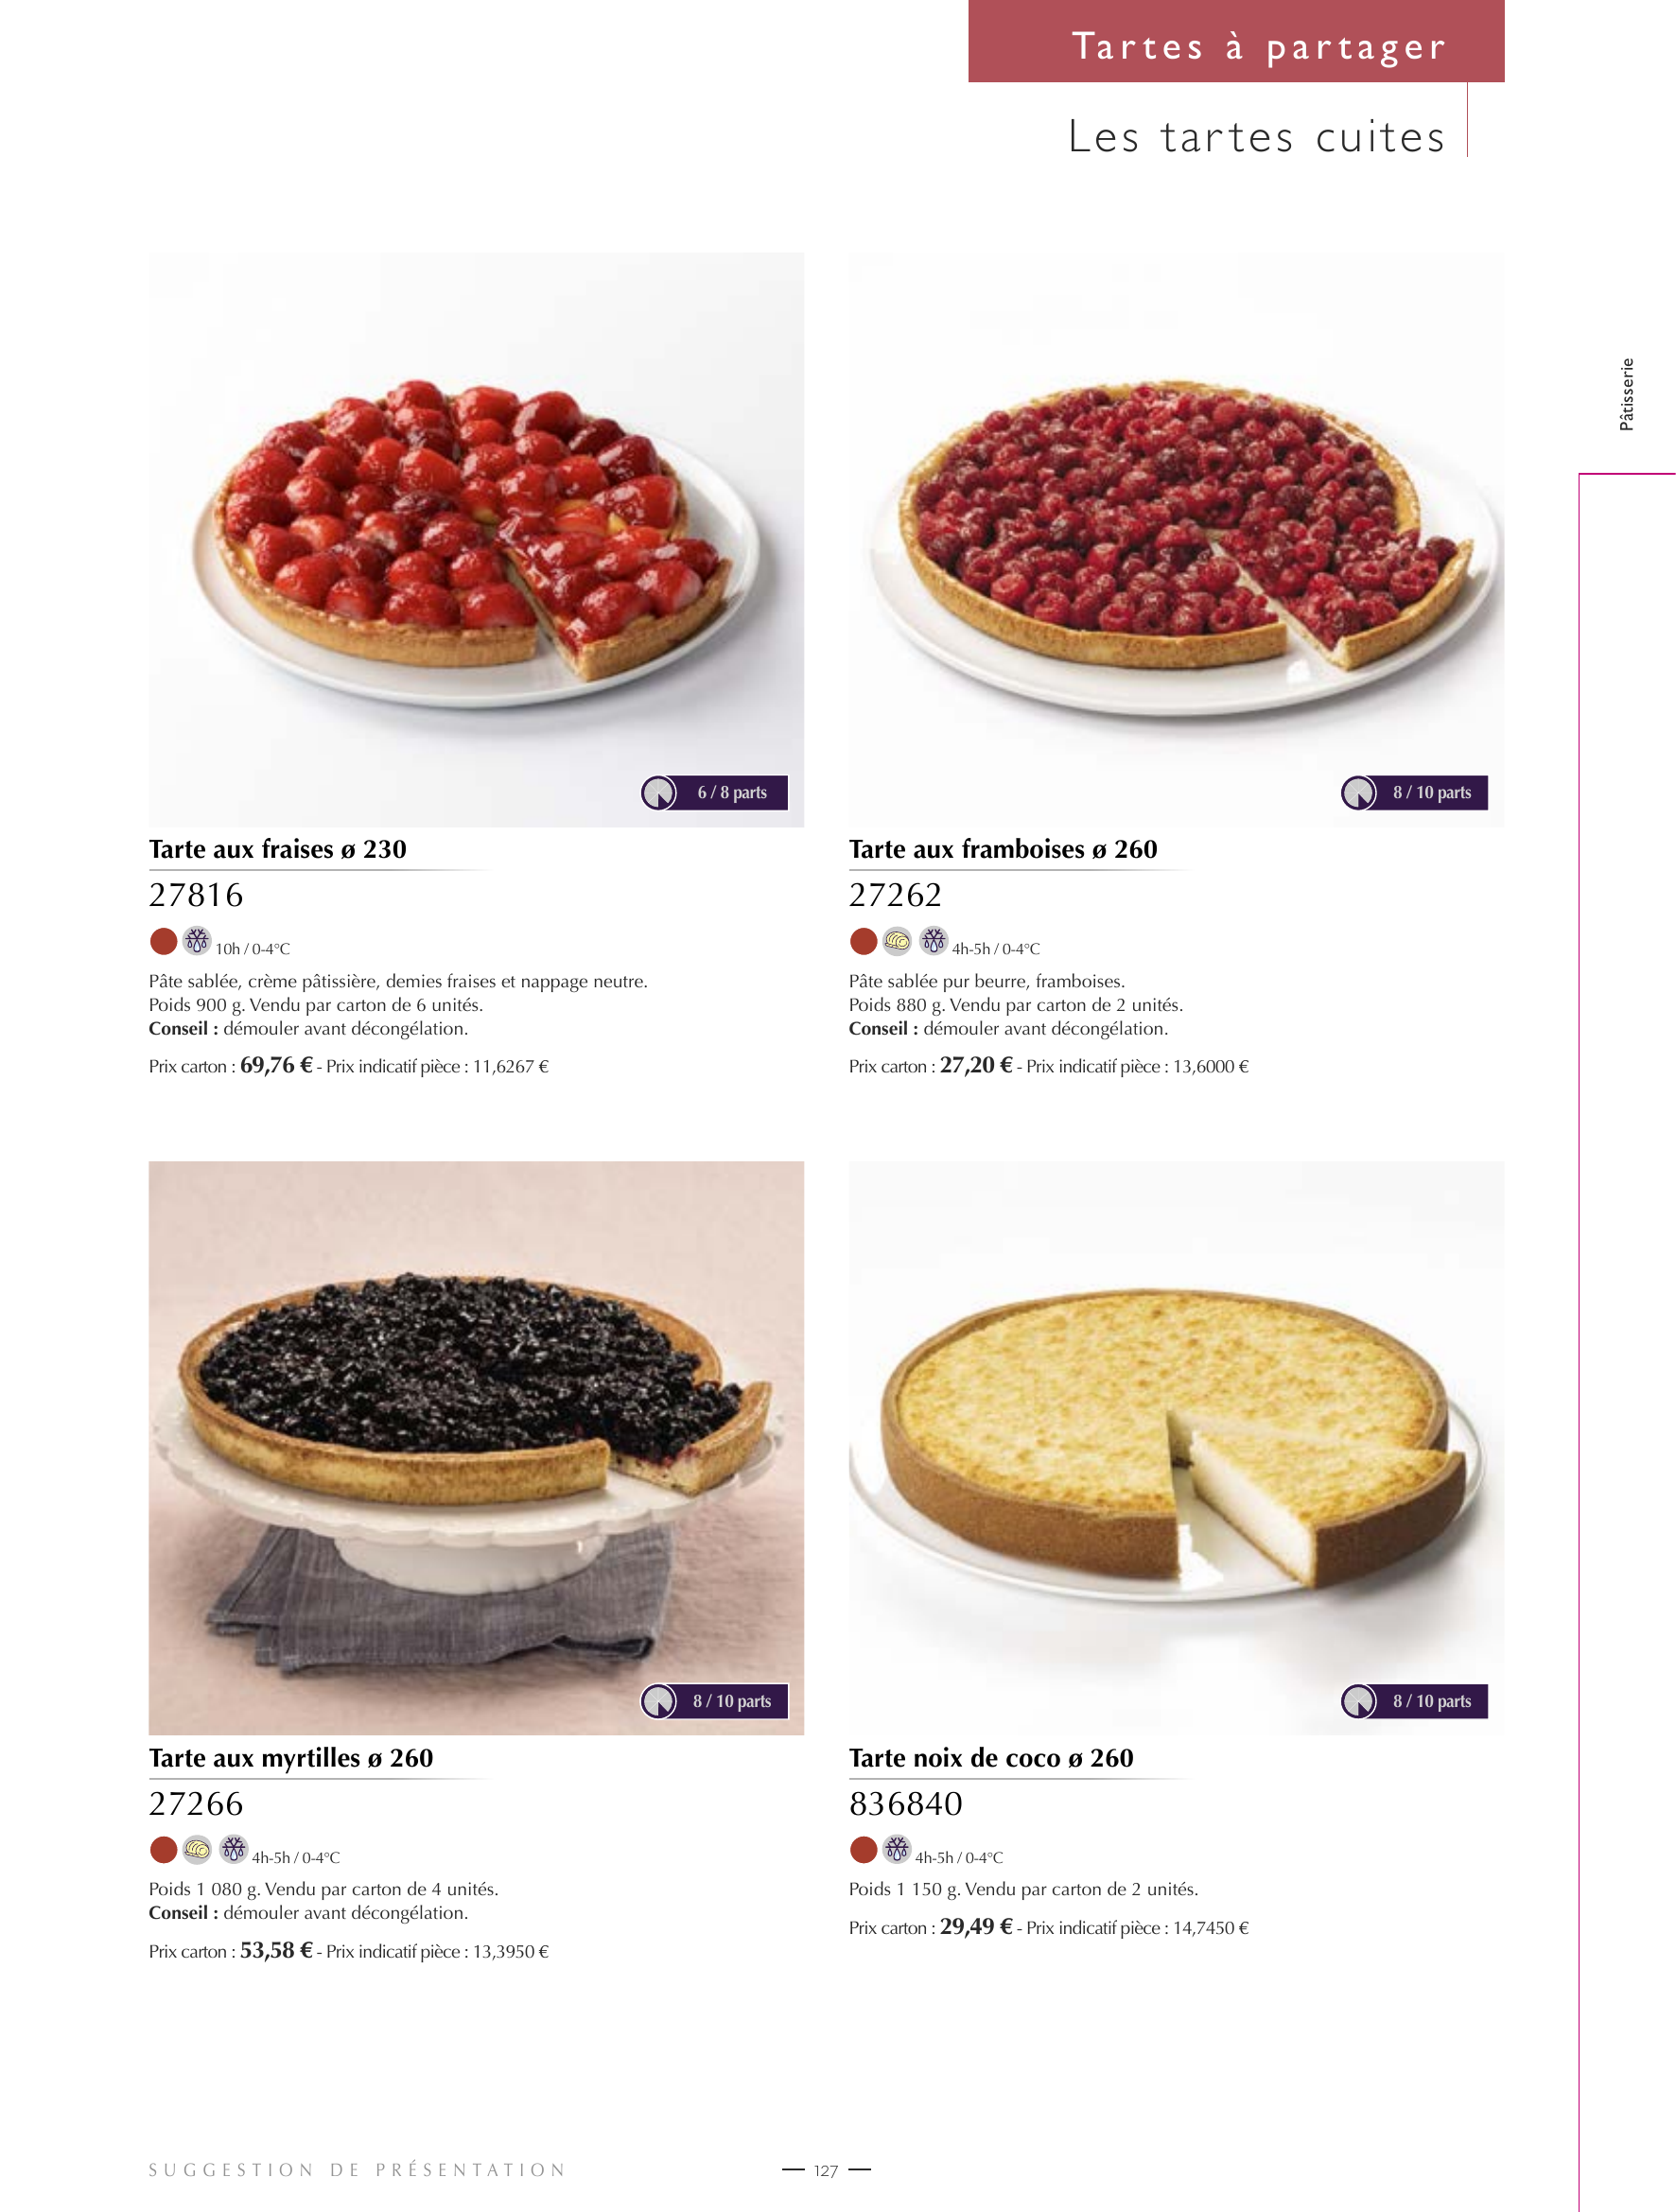 Tartes à partager
Les tartes cuites
Pâtisserie
6 / 8 parts
Tarte aux fraises ø 230
27816
10h / 0-4°C
Pâte sablée, crème pâtissière, demies fraises et nappage neutre.
Poids 900 g. Vendu par carton de 6 unités.
Conseil : démouler avant décongélation.
Prix carton : 69,76 € - Prix indicatif pièce : 11,6267 €
8 / 10 parts
Tarte aux framboises ø 260
27262
4h-5h / 0-4°C
Pâte sablée pur beurre, framboises.
Poids 880 g. Vendu par carton de 2 unités.
Conseil : démouler avant décongélation.
Prix carton : 27,20 € - Prix indicatif pièce : 13,6000 €
8 / 10 parts
Tarte aux myrtilles ø 260
27266
4h-5h / 0-4°C
Poids 1 080 g. Vendu par carton de 4 unités.
Conseil : démouler avant décongélation.
Prix carton : 53,58 € - Prix indicatif pièce : 13,3950 €
8 / 10 parts
Tarte noix de coco ø 260
836840
4h-5h / 0-4°C
Poids 1 150 g. Vendu par carton de 2 unités.
Prix carton : 29,49 € - Prix indicatif pièce : 14,7450 €
SUGGESTION DE PRÉSENTATION
127